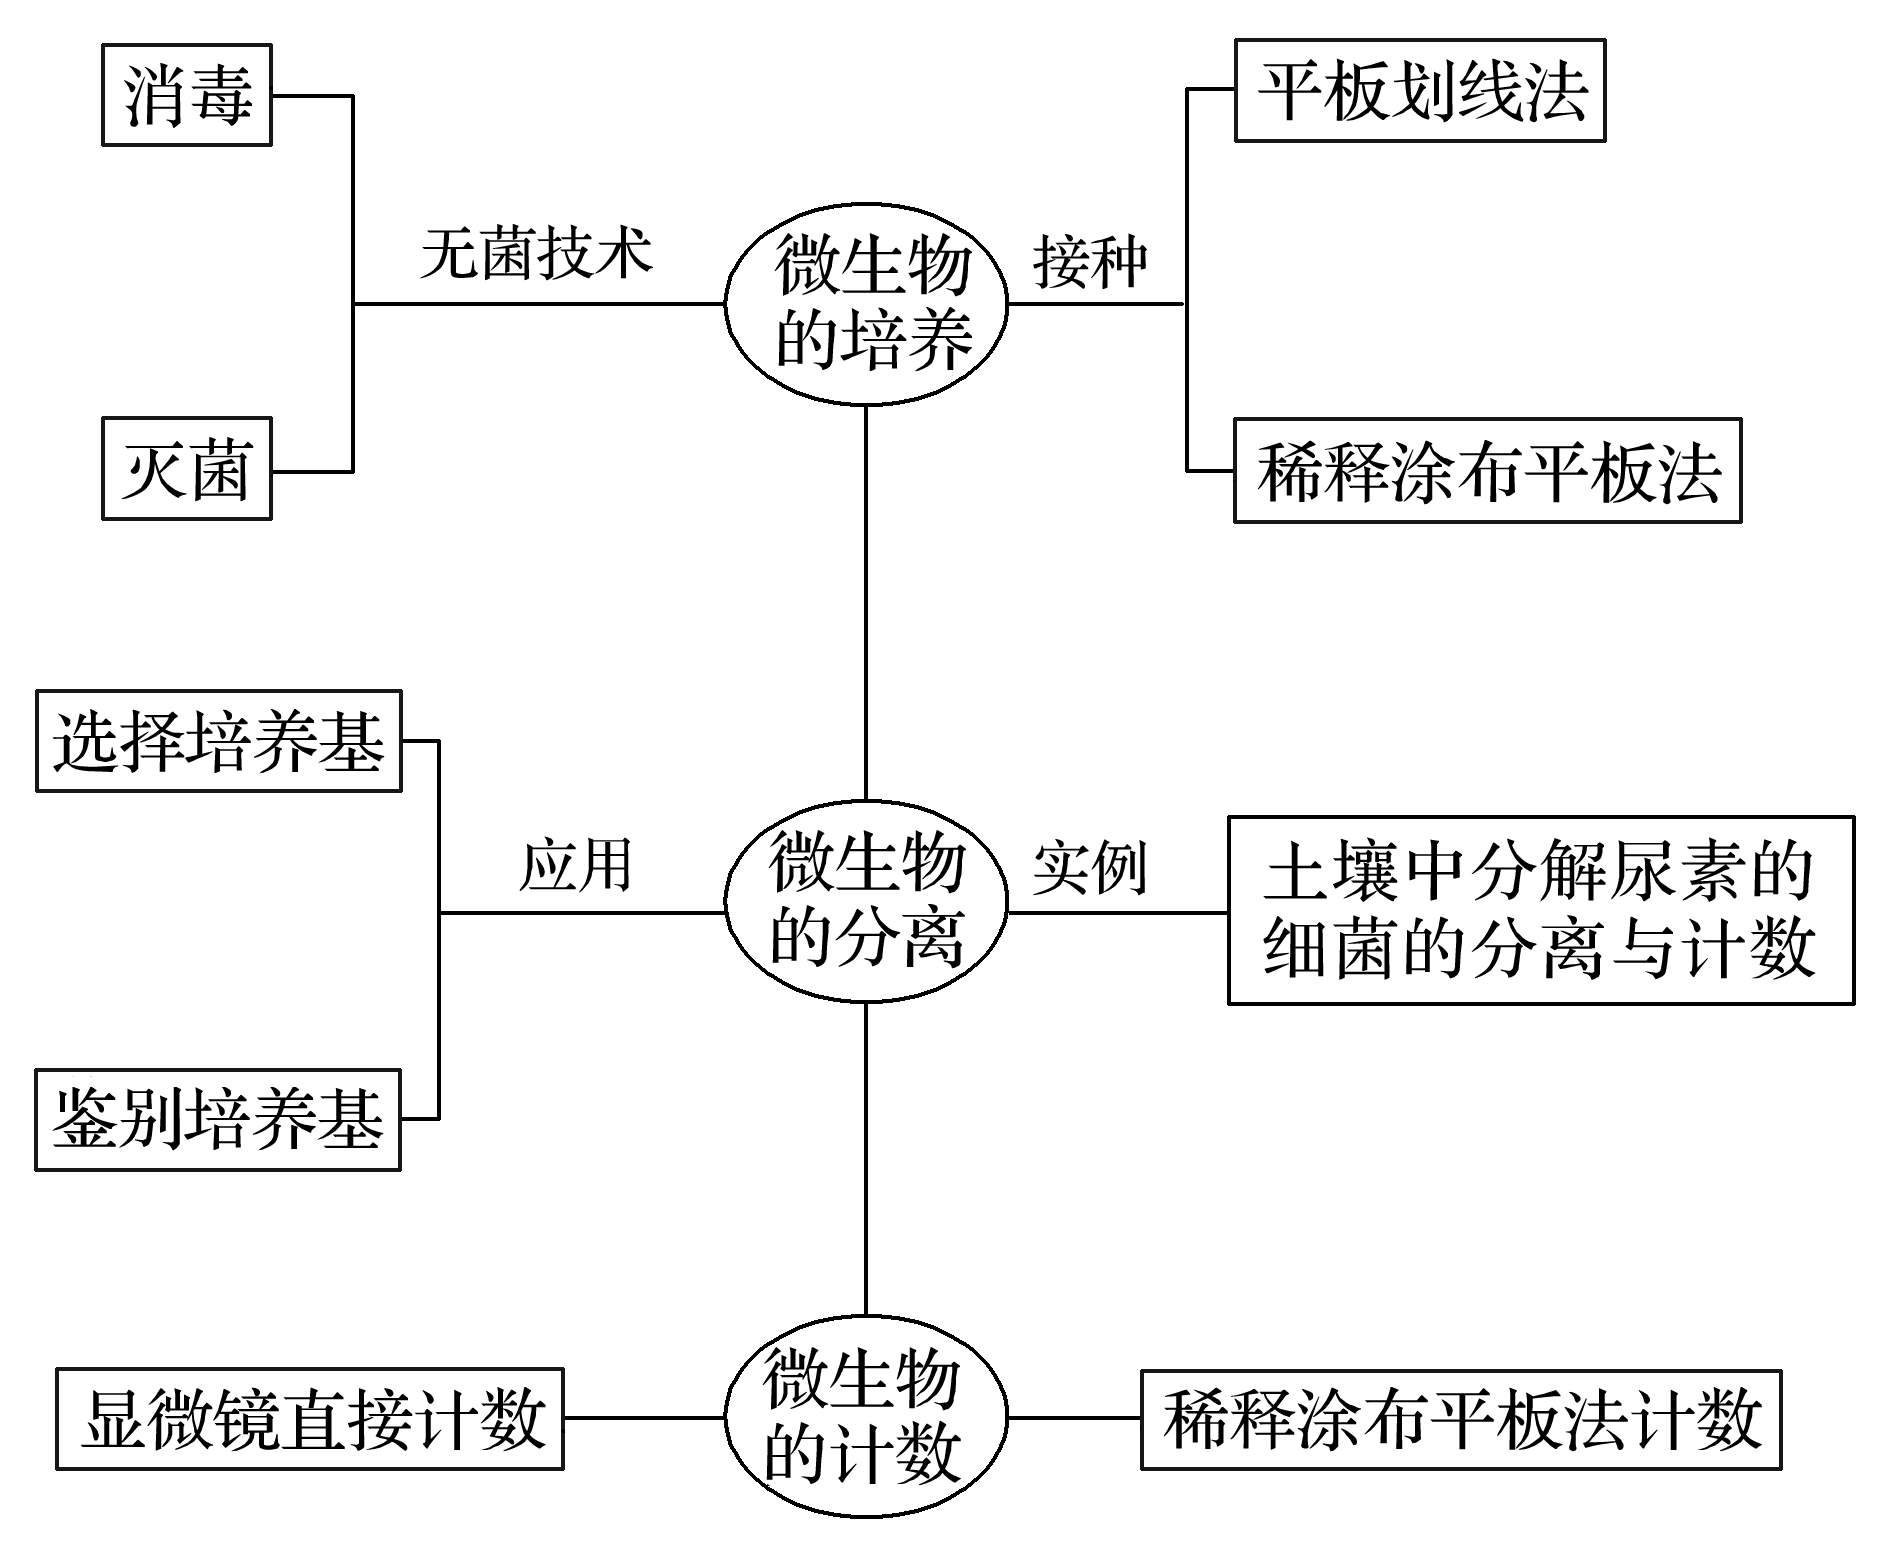 消毒
平板划线法
无菌技术
微生物
的培养
接种
灭菌
稀释涂布平板法
选择培养基
应用
微生物
的分离
实例
土壤中分解尿素的
细菌的分离与计数
鉴别培养基
显微镜直接计数
微生物
的计数
稀释涂布平板法计数